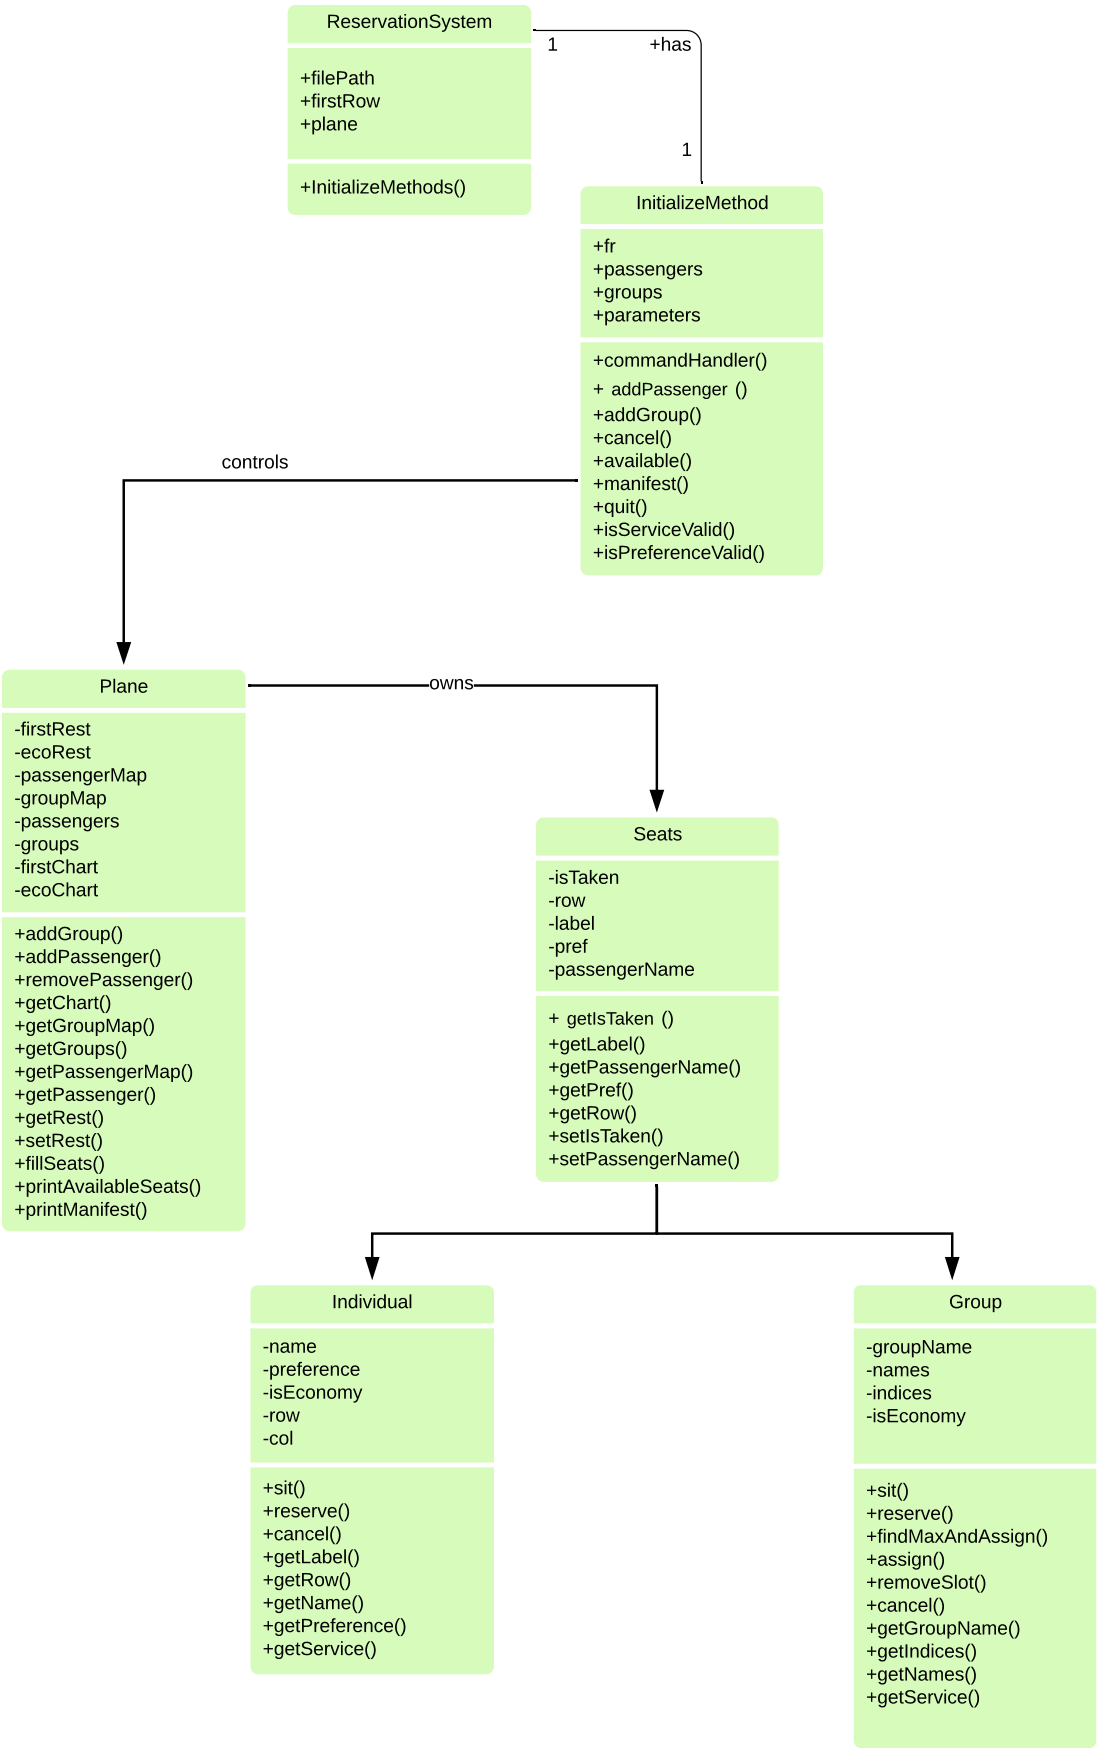 ReservationSystem
+filePath
+firstRow
+plane
+InitializeMethods()
1
+has
1
InitializeMethod
+fr
+passengers
+groups
+parameters
+commandHandler()
+ addPassenger ()
+addGroup()
+cancel()
+available()
+manifest()
+quit()
+isServiceValid()
+isPreferenceValid()
controls
Plane
-firstRest
-ecoRest
-passengerMap
-groupMap
-passengers
-groups
-firstChart
-ecoChart
+addGroup()
+addPassenger()
+removePassenger()
+getChart()
+getGroupMap()
+getGroups()
+getPassengerMap()
+getPassenger()
+getRest()
+setRest()
+fillSeats()
+printAvailableSeats()
+printManifest()
owns
Seats
-isTaken
-row
-label
-pref
-passengerName
+ getIsTaken ()
+getLabel()
+getPassengerName()
+getPref()
+getRow()
+setIsTaken()
+setPassengerName()
Individual
-name
-preference
-isEconomy
-row
-col
+sit()
+reserve()
+cancel()
+getLabel()
+getRow()
+getName()
+getPreference()
+getService()
Group
-groupName
-names
-indices
-isEconomy
+sit()
+reserve()
+findMaxAndAssign()
+assign()
+removeSlot()
+cancel()
+getGroupName()
+getIndices()
+getNames()
+getService()